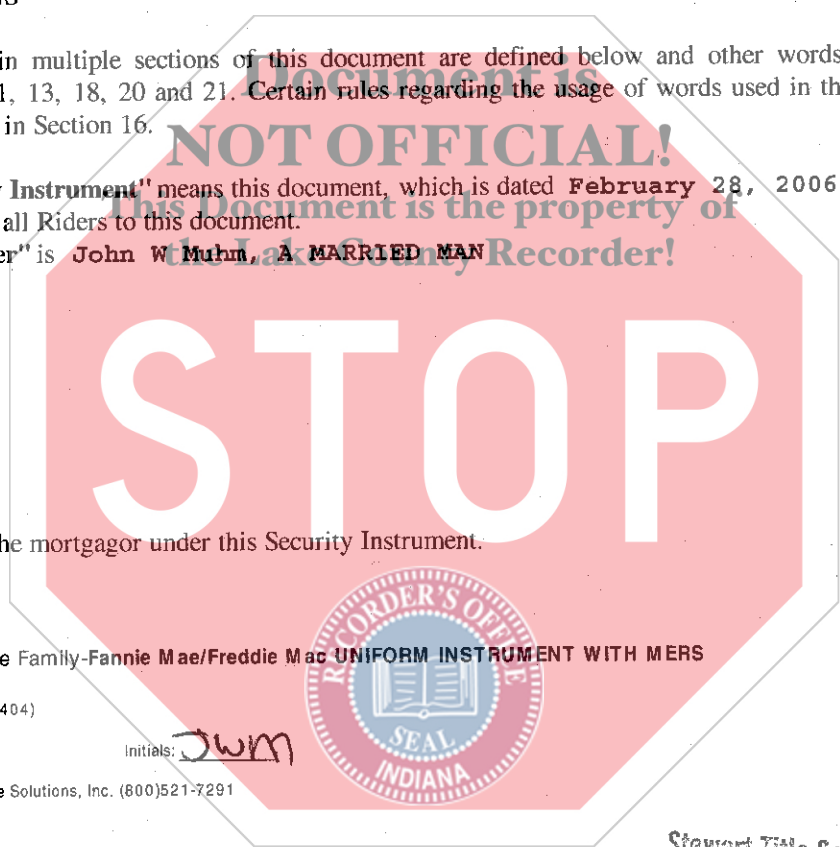 in multiple sections of this document are defined below and other words
1, 13, 18, 20 and 21. Certain rules regarding the usage of words used in th
in Section 16.
Document is
NOT OFFICIAL!
This Document is the property of
the Lake County Recorder!
Instrument" means this document, which is dated February 28, 2006
all Riders to this document.
er" is John W Muhm, A MARRIED MAN
STOP
he mortgagor under this Security Instrument.
RECORDER'S OFFICE
SEAL
INDIANA
e Family-Fannie Mae/Freddie Mac UNIFORM INSTRUMENT WITH MERS
404)
Initials: JWM
e Solutions, Inc. (800)521-7291
Stewart Title